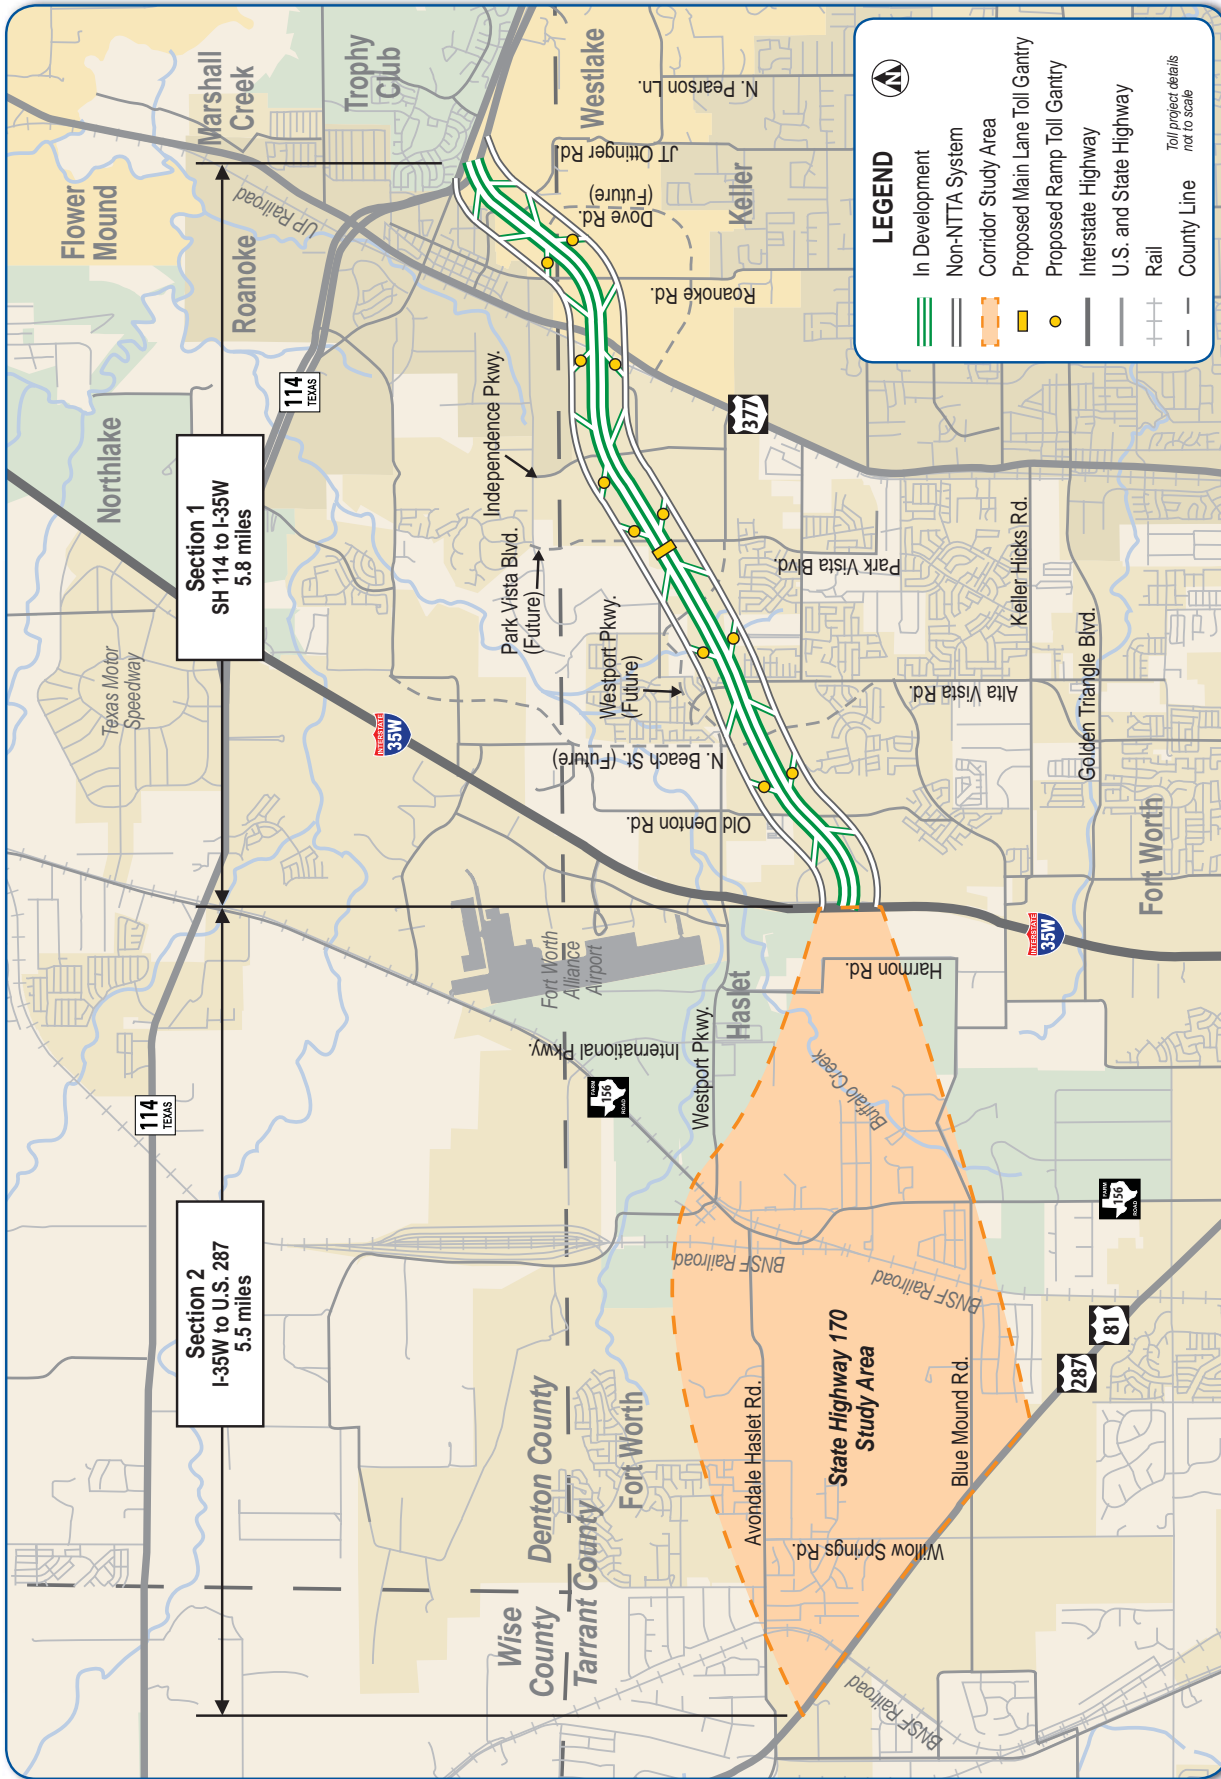 Section 2
I-35W to U.S. 287
5.5 miles
Section 1
SH 114 to I-35W
5.8 miles
114
TEXAS
114
TEXAS
Texas Motor
Speedway
Northlake
Flower
Mound
Marshall
Creek
Roanoke
UP Railroad
Trophy
Club
Westlake
INTERSTATE
35W
Wise
County
Denton County
Tarrant County
Fort Worth
FARM
156
ROAD
International Pkwy.
Fort Worth
Alliance
Airport
Park Vista Blvd.
(Future)
Independence Pkwy.
Westport Pkwy.
(Future)
N. Beach St. (Future)
Old Denton Rd.
Dove Rd.
(Future)
JT Ottinger Rd.
N. Pearson Ln.
Roanoke Rd.
Keller
377
Westport Pkwy.
Haslet
Harmon Rd.
Buffalo Creek
BNSF Railroad
BNSF Railroad
Avondale Haslet Rd.
State Highway 170
Study Area
Blue Mound Rd.
Willow Springs Rd.
BNSF Railroad
287
81
FARM
156
ROAD
INTERSTATE
35W
Fort Worth
Park Vista Blvd.
Alta Vista Rd.
Keller Hicks Rd.
Golden Triangle Blvd.
LEGEND
In Development
Non-NTTA System
Corridor Study Area
Proposed Main Lane Toll Gantry
Proposed Ramp Toll Gantry
Interstate Highway
U.S. and State Highway
Rail
County Line
Toll project details
not to scale
N